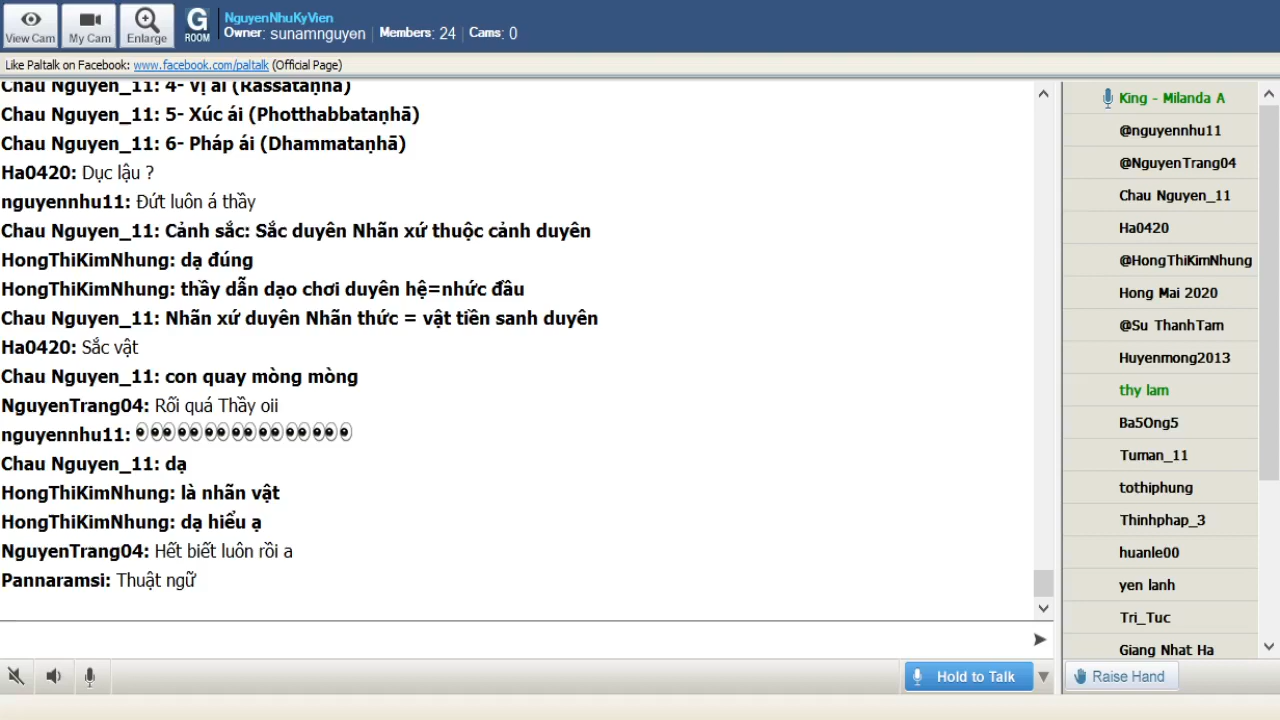 View Cam
My Cam
Enlarge
G
ROOM
NguyenNhuKyVien
Owner: sunamnguyen | Members: 24 | Cams: 0
Like Paltalk on Facebook: www.facebook.com/paltalk (Official Page)
Chau Nguyen_11: 4- Vị ái (Rassataṇhā)
Chau Nguyen_11: 5- Xúc ái (Photthabbataṇhā)
Chau Nguyen_11: 6- Pháp ái (Dhammataṇhā)
Ha0420: Dục lậu ?
nguyennhu11: Đứt luôn á thầy
Chau Nguyen_11: Cảnh sắc: Sắc duyên Nhãn xứ thuộc cảnh duyên
HongThiKimNhung: dạ đúng
HongThiKimNhung: thầy dẫn dạo chơi duyên hệ=nhức đầu
Chau Nguyen_11: Nhãn xứ duyên Nhãn thức = vật tiền sanh duyên
Ha0420: Sắc vật
Chau Nguyen_11: con quay mòng mòng
NguyenTrang04: Rối quá Thầy oii
nguyennhu11:
Chau Nguyen_11: dạ
HongThiKimNhung: là nhãn vật
HongThiKimNhung: dạ hiểu ạ
NguyenTrang04: Hết biết luôn rồi a
Pannaramsi: Thuật ngữ
King - Milanda A
@nguyennhu11
@NguyenTrang04
Chau Nguyen_11
Ha0420
@HongThiKimNhung
Hong Mai 2020
@Su ThanhTam
Huyenmong2013
thy lam
Ba5Ong5
Tuman_11
tothiphung
Thinhphap_3
huanle00
yen lanh
Tri_Tuc
Giang Nhat Ha
Hold to Talk
Raise Hand